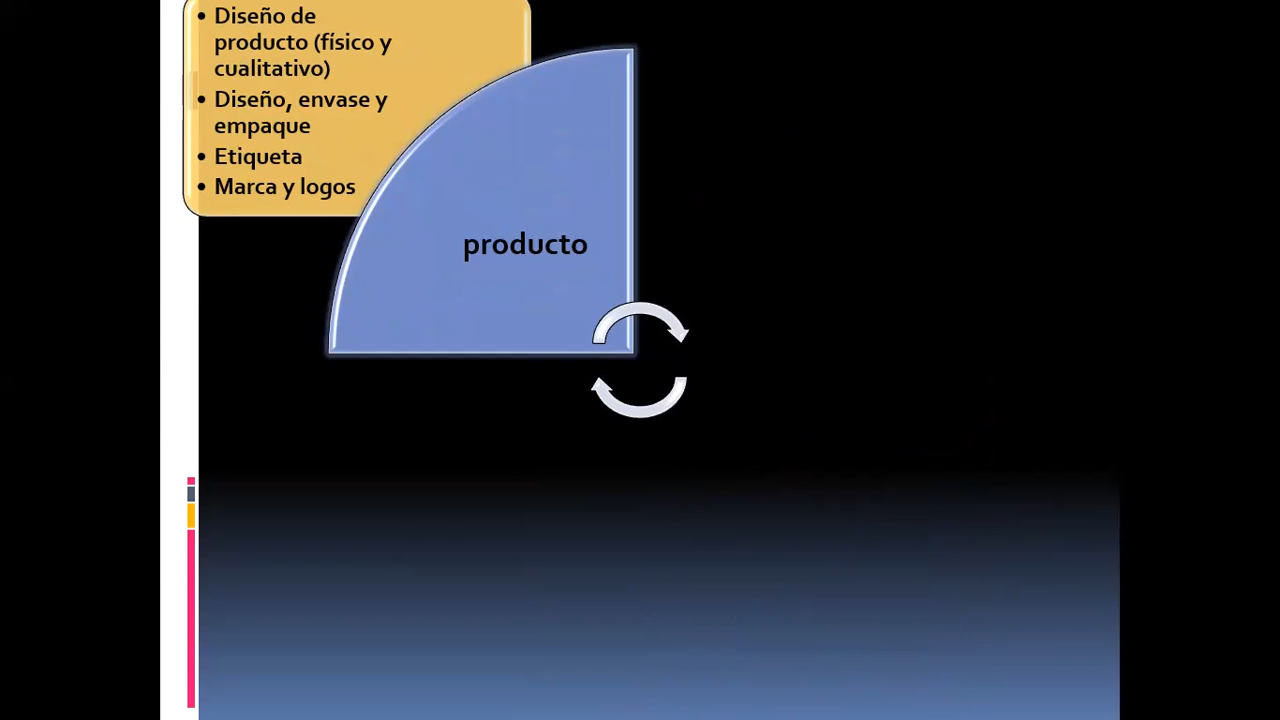 • Diseño de
producto (físico y
cualitativo)
• Diseño, envase y
empaque
• Etiqueta
• Marca y logos
producto